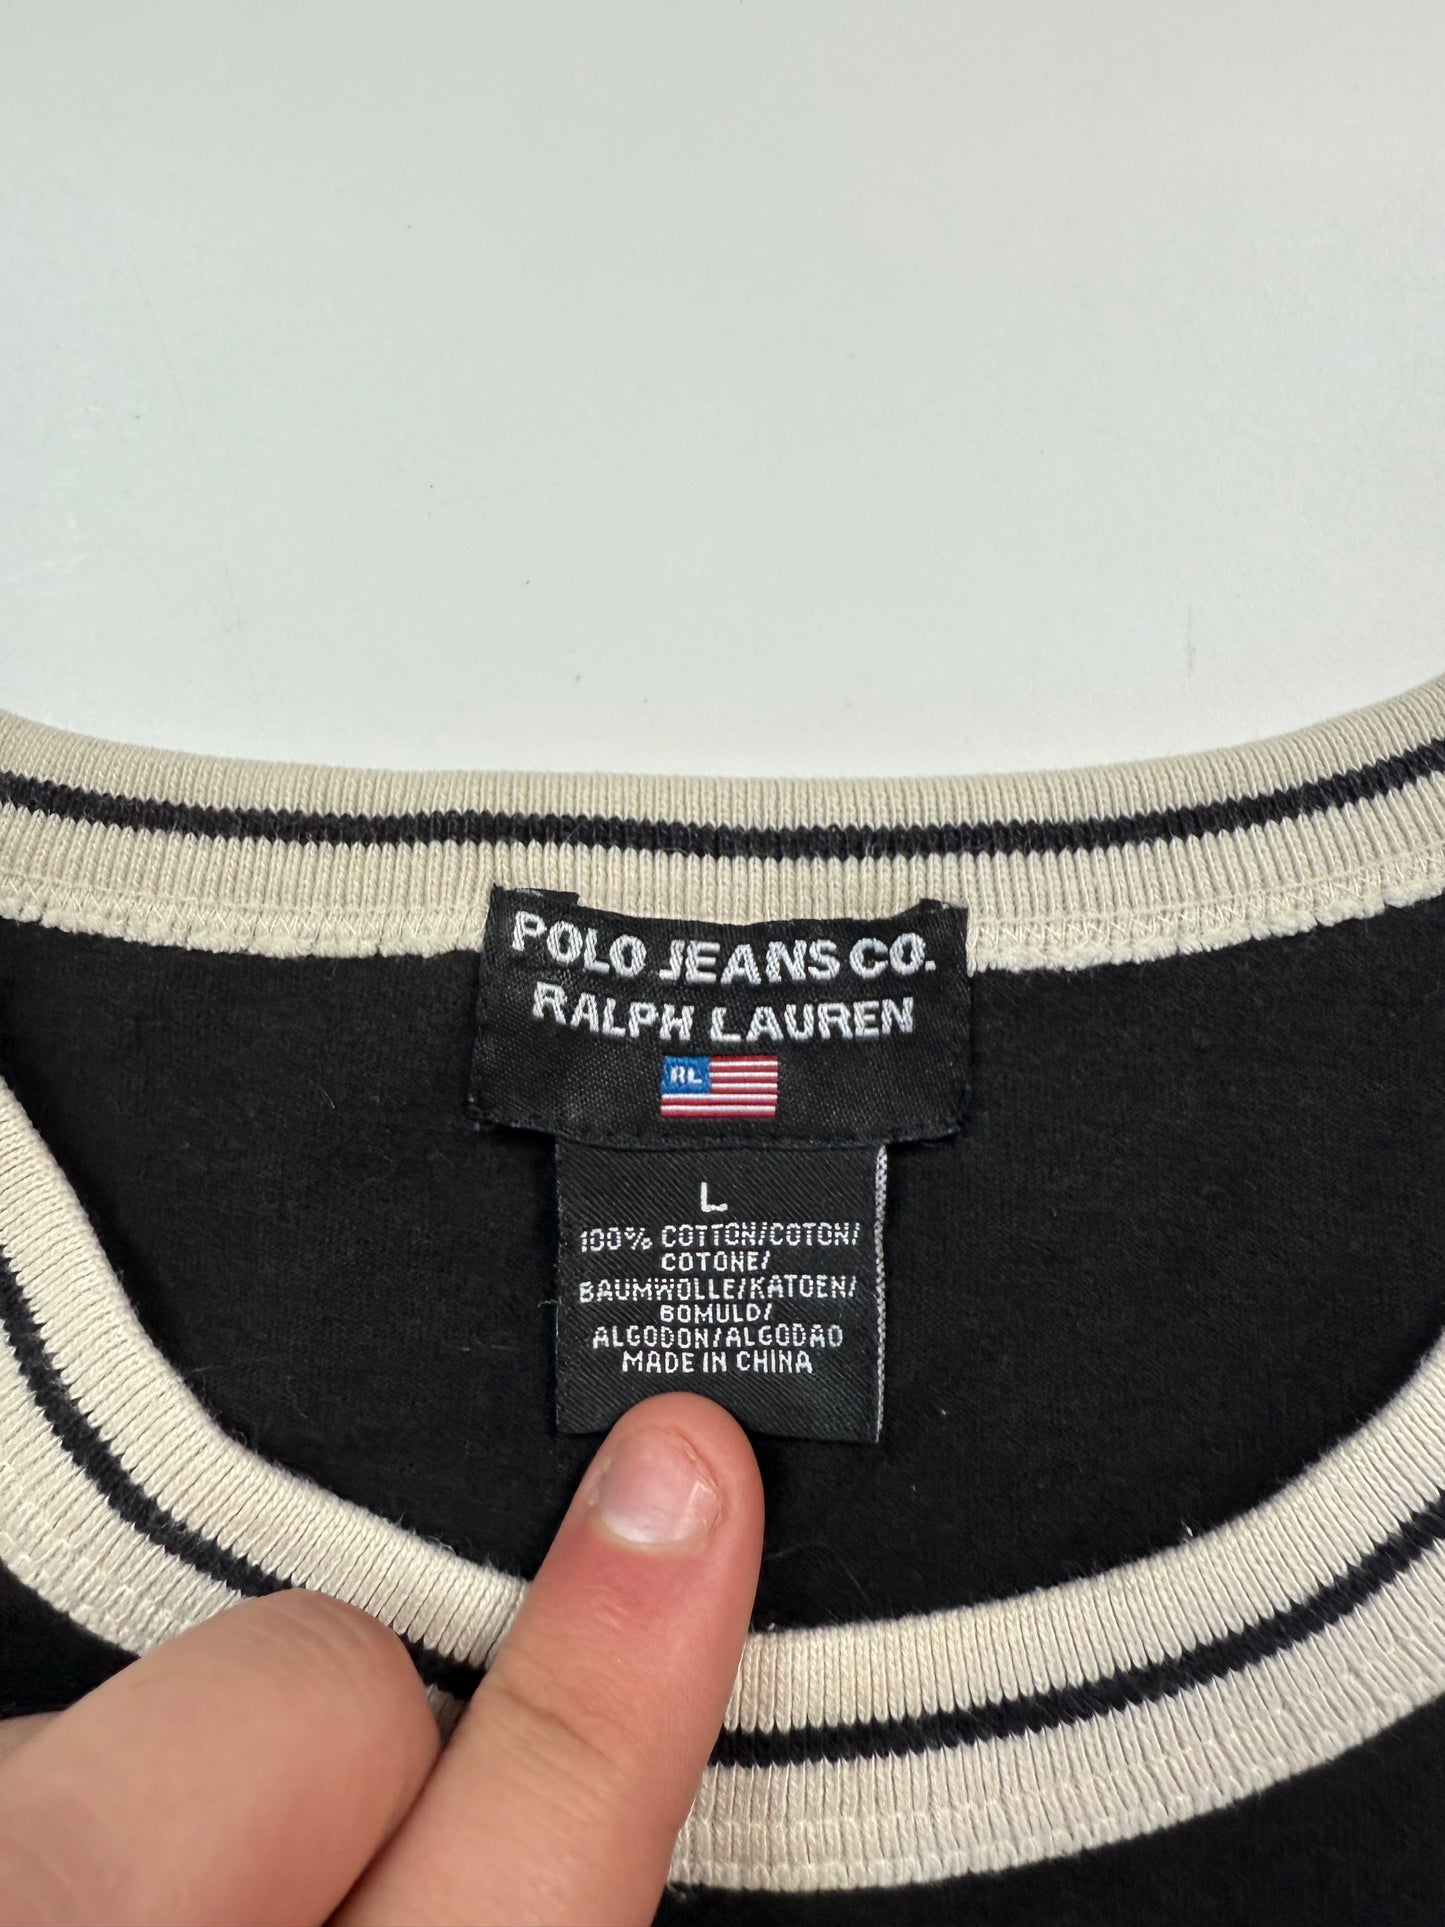 POLO JEANS CO.
RALPH LAUREN
RL
L
100% COTTON/COTON/
COTONE/
BAUMWOLLE/KATOEN/
BOMULD/
ALGODON/ALGODAO
MADE IN CHINA